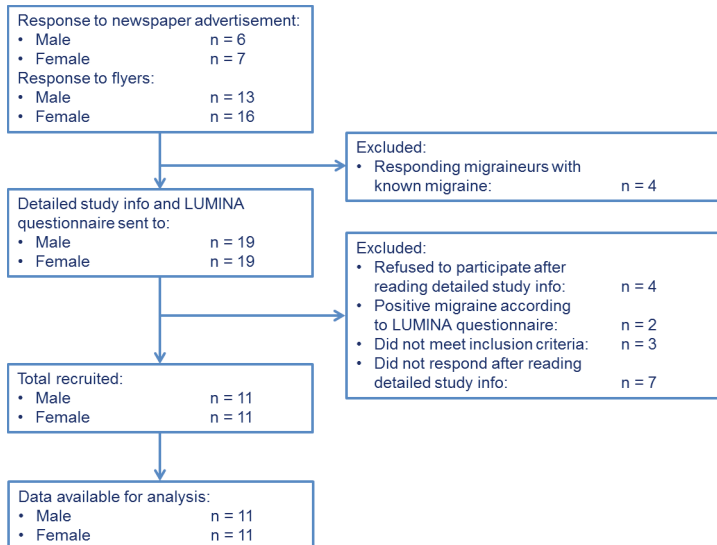 Response to newspaper advertisement:
• Male n = 6
• Female n = 7
Response to flyers:
• Male n = 13
• Female n = 16
Excluded:
• Responding migraineurs with
known migraine: n = 4
Detailed study info and LUMINA
questionnaire sent to:
• Male n = 19
• Female n = 19
Excluded:
• Refused to participate after
reading detailed study info: n = 4
• Positive migraine according
to LUMINA questionnaire: n = 2
• Did not meet inclusion criteria: n = 3
• Did not respond after reading
detailed study info: n = 7
Total recruited:
• Male n = 11
• Female n = 11
Data available for analysis:
• Male n = 11
• Female n = 11